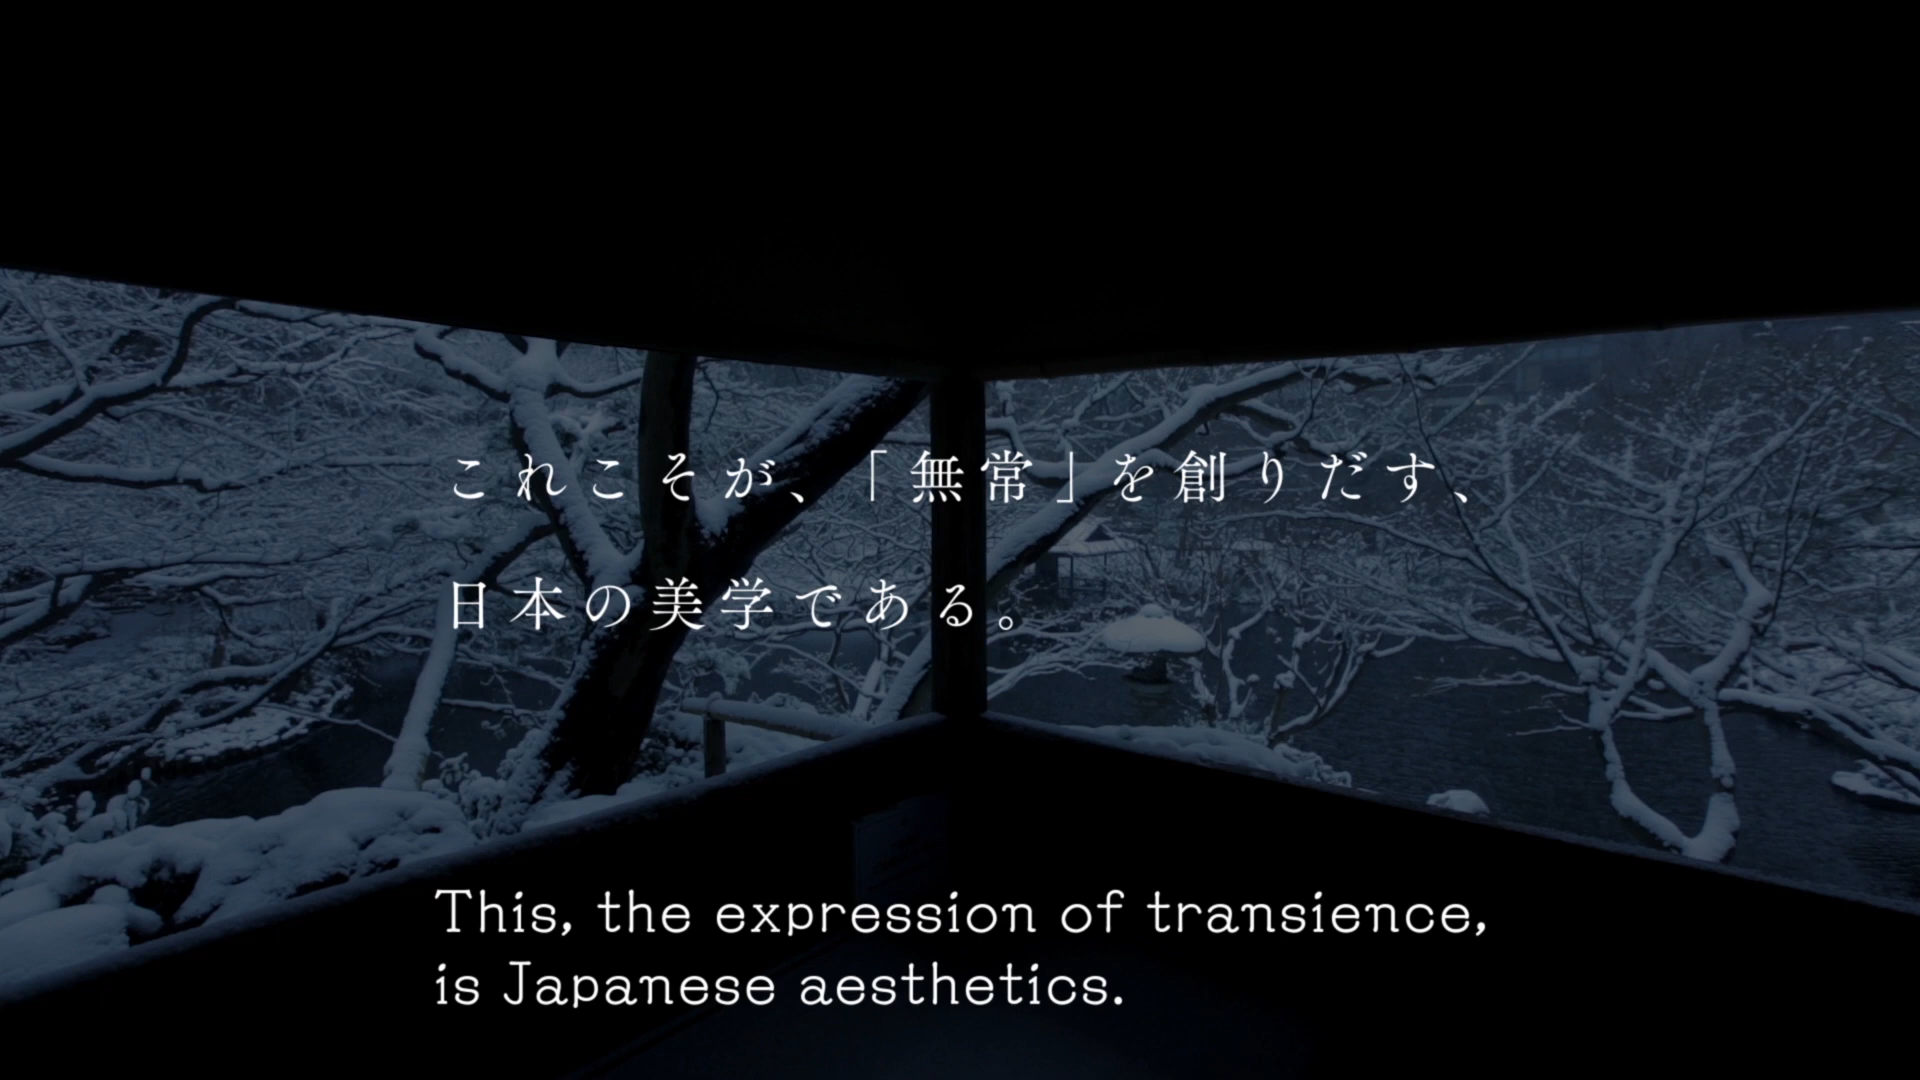 これこそが、「無常」を創りだす、
日本の美学である。
This, the expression of transience,
is Japanese aesthetics.